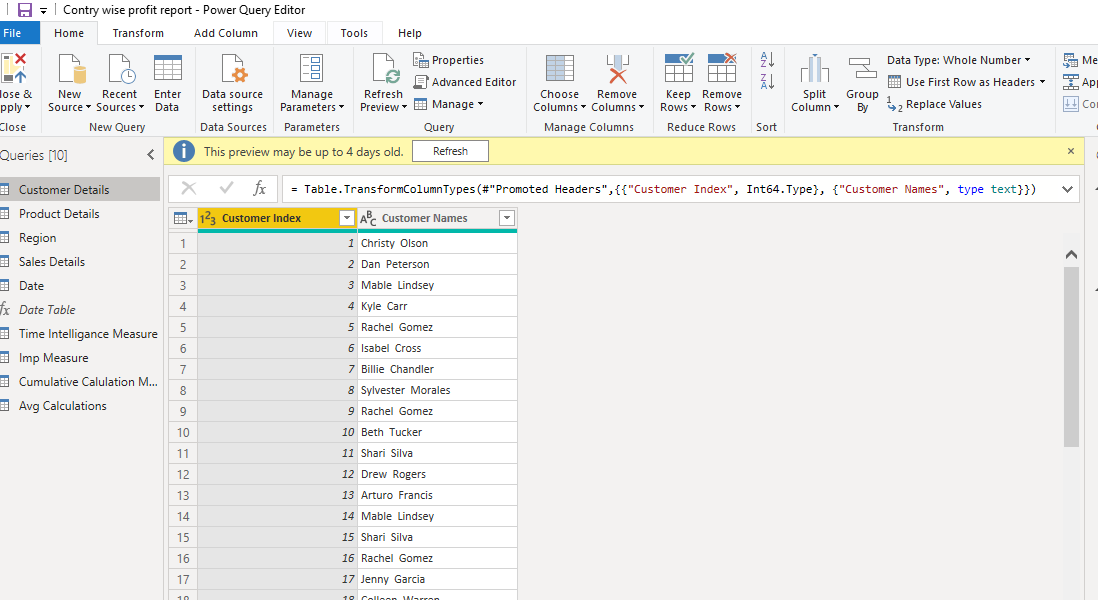 Contry wise profit report - Power Query Editor
File Home Transform Add Column View Tools Help
New Source
Recent Sources
Enter Data
Data source settings
Manage Parameters
Refresh Preview
Properties
Advanced Editor
Manage
Choose Columns
Remove Columns
Keep Rows
Remove Rows
Split Column
Group By
Data Type: Whole Number
Use First Row as Headers
Replace Values
New Query Data Sources Parameters Query Manage Columns Reduce Rows Sort Transform
Queries [10]
This preview may be up to 4 days old. Refresh
= Table.TransformColumnTypes(#"Promoted Headers",{{"Customer Index", Int64.Type}, {"Customer Names", type text}})
Customer Details
Product Details
Region
Sales Details
Date
Date Table
Time Intelligance Measure
Imp Measure
Cumulative Calulation M...
Avg Calculations
123 Customer Index ABC Customer Names
1 1 Christy Olson
2 2 Dan Peterson
3 3 Mable Lindsey
4 4 Kyle Carr
5 5 Rachel Gomez
6 6 Isabel Cross
7 7 Billie Chandler
8 8 Sylvester Morales
9 9 Rachel Gomez
10 10 Beth Tucker
11 11 Shari Silva
12 12 Drew Rogers
13 13 Arturo Francis
14 14 Mable Lindsey
15 15 Shari Silva
16 16 Rachel Gomez
17 17 Jenny Garcia
18 18 Colleen Warren